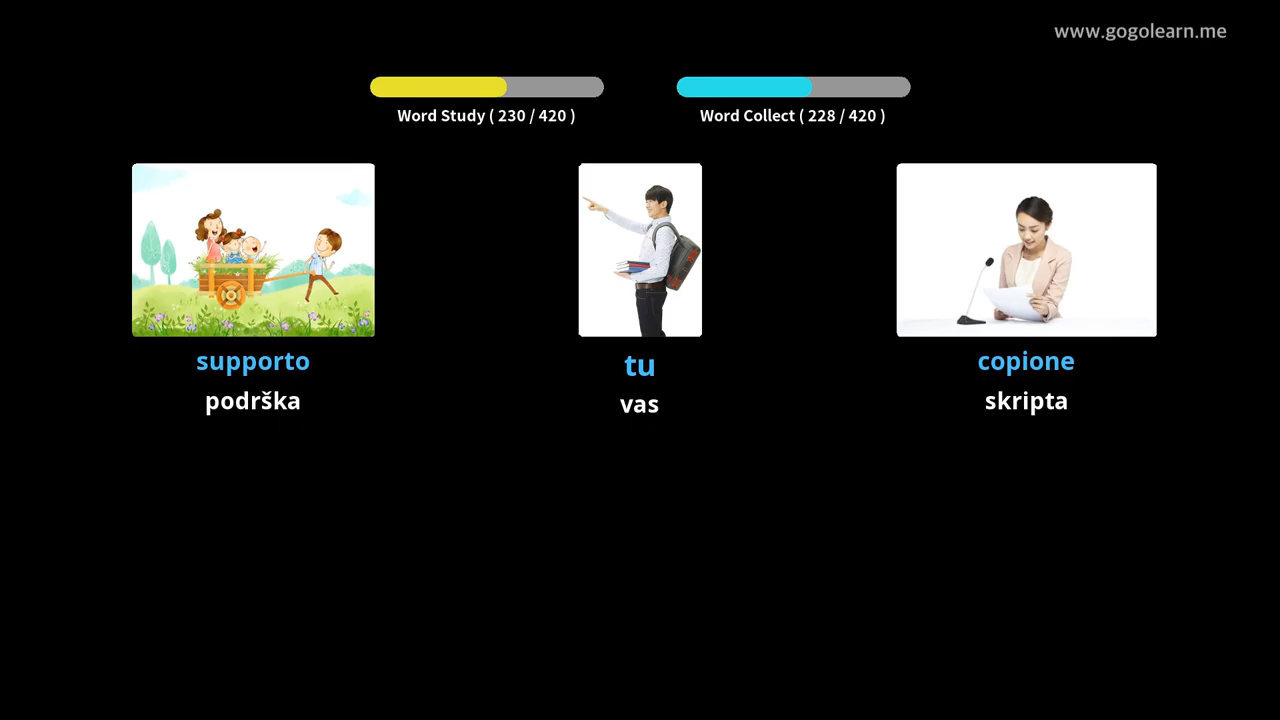 www.gogolearn.me
Word Study ( 230 / 420 )
Word Collect ( 228 / 420 )
supporto
podrška
tu
vas
copione
skripta